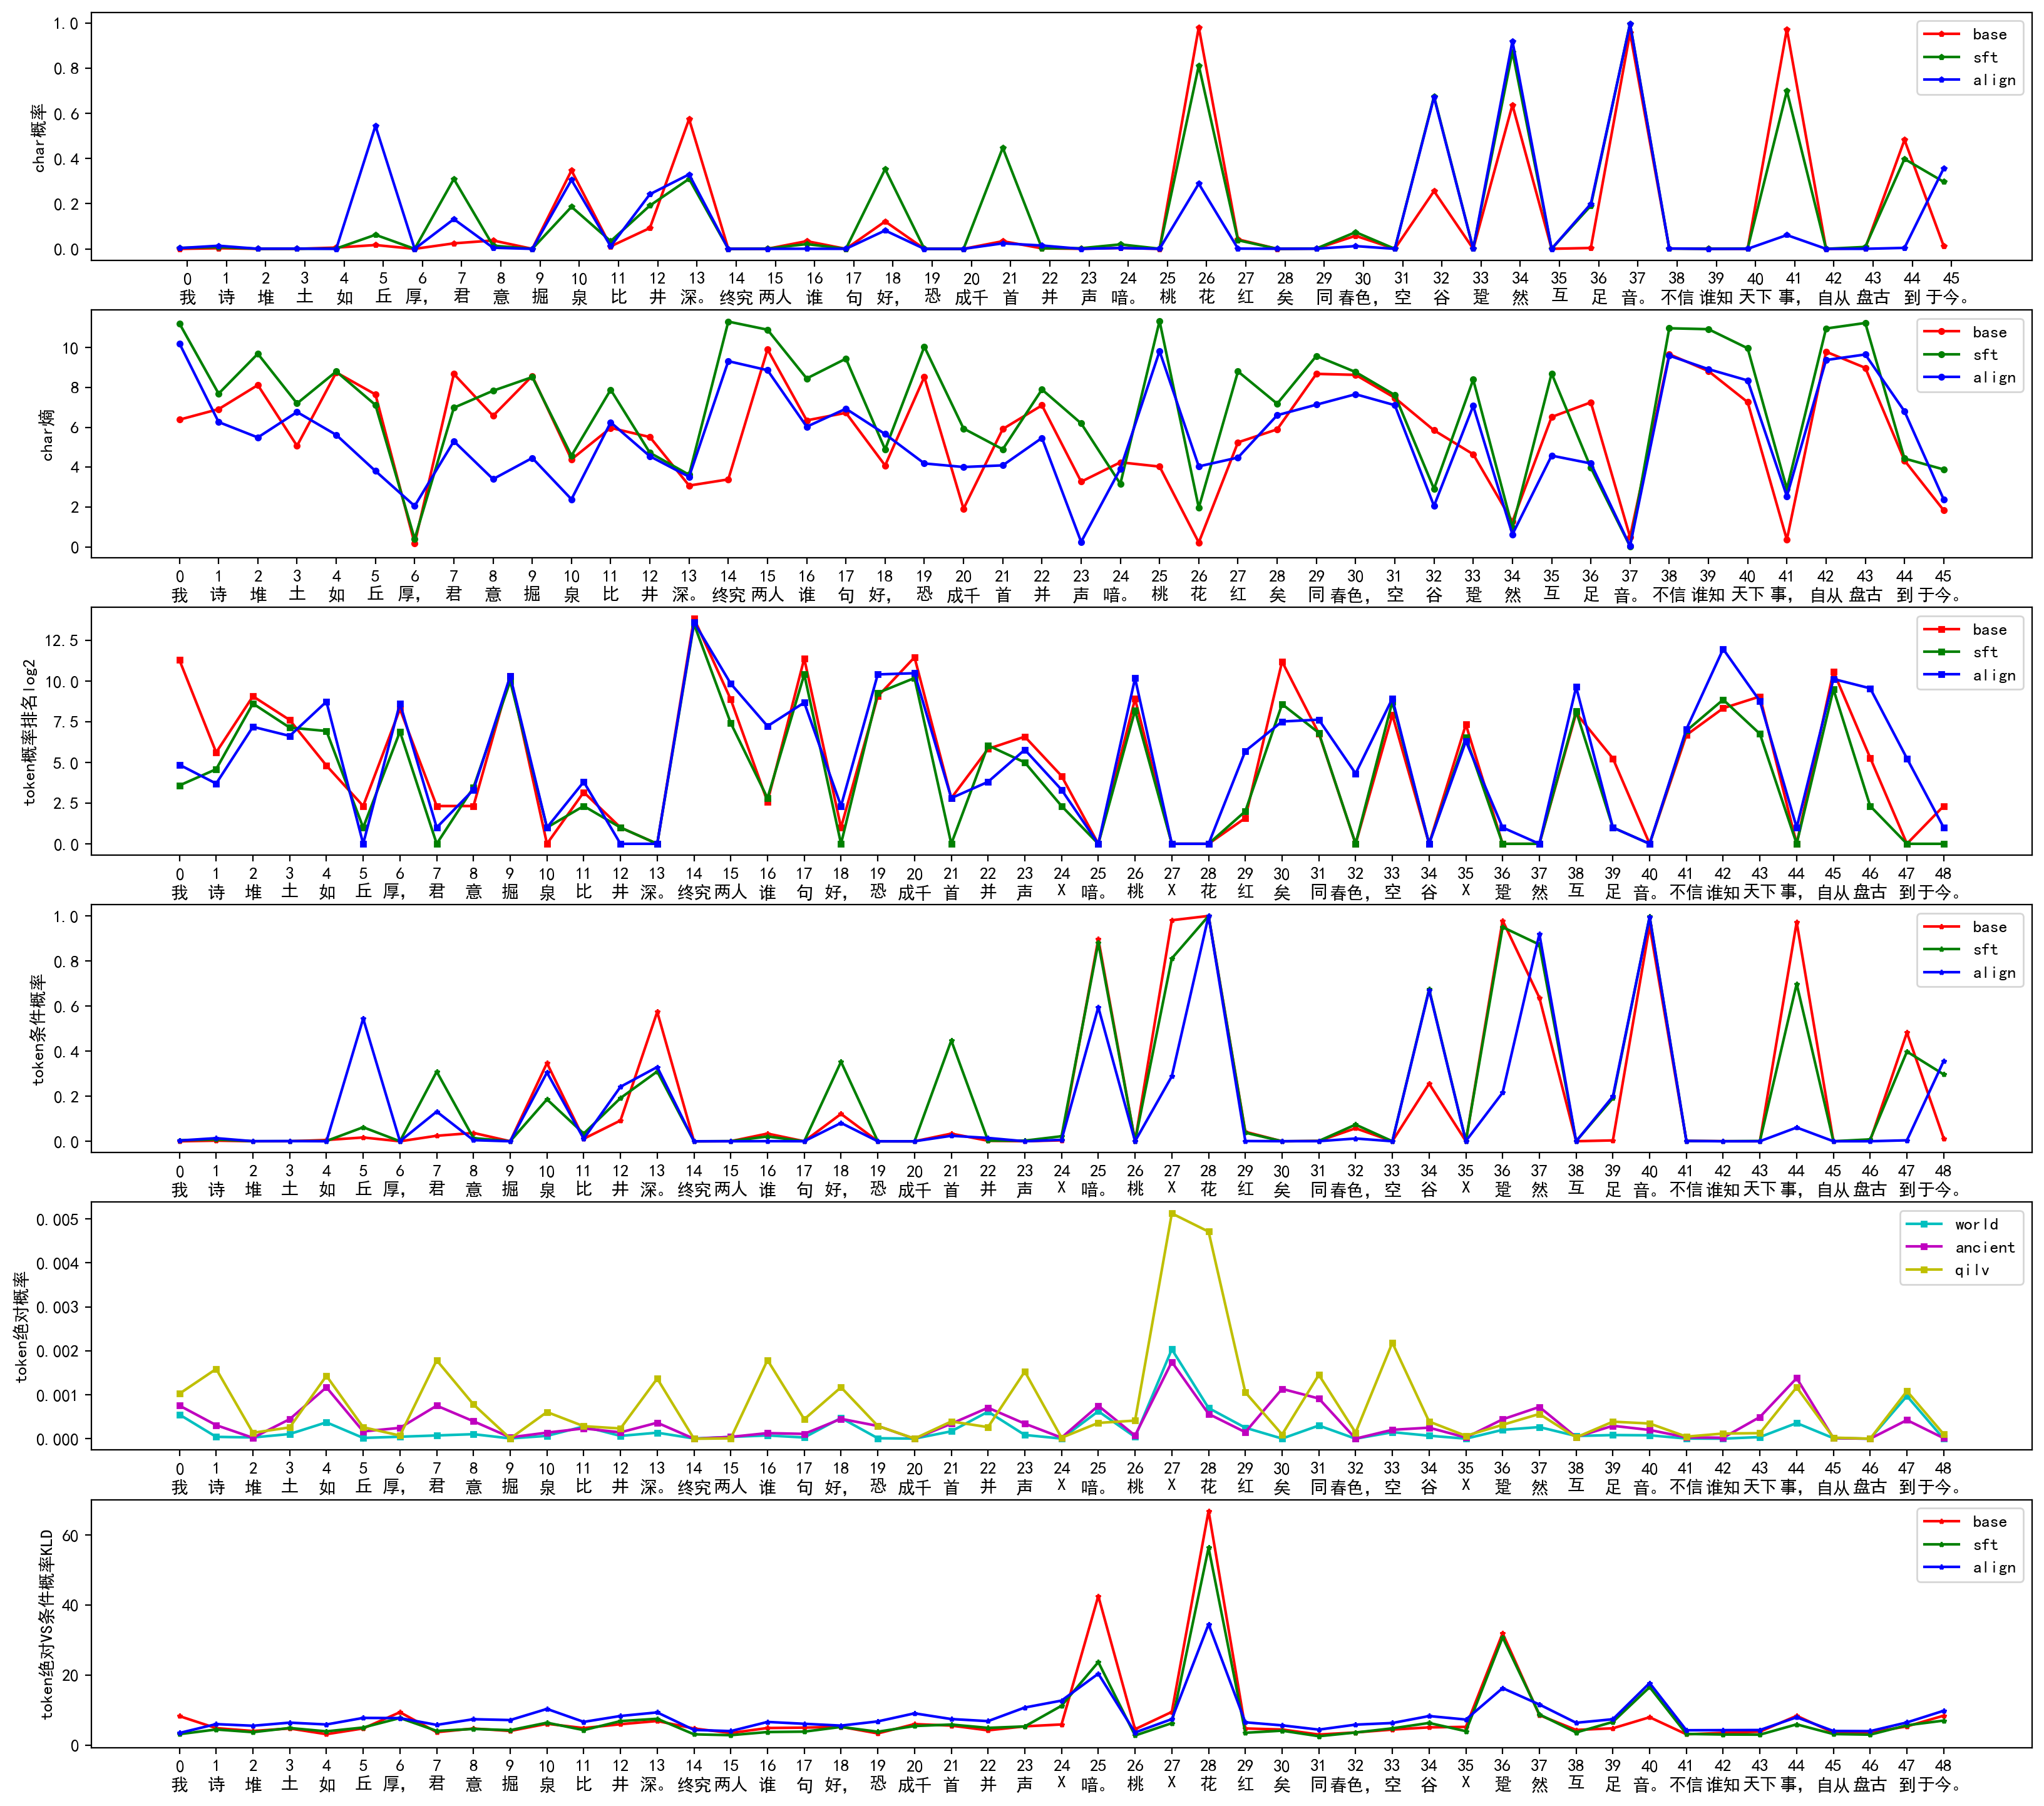 char概率
1.0
0.8
0.6
0.4
0.2
0.0
base
sft
align
0 1 2 3 4 5 6 7 8 9 10 11 12 13 14 15 16 17 18 19 20 21 22 23 24 25 26 27 28 29 30 31 32 33 34 35 36 37 38 39 40 41 42 43 44 45
我 诗 堆 土 如 丘 厚, 君 意 掘 泉 比 井 深。 终究 两人 谁 句 好, 恐 成千 首 并 声 喑。 桃 花 红 矣 同 春色, 空 谷 跫 然 互 足 音。 不信 谁知 天下 事, 自从 盘古 到 于今。
char熵
10
8
6
4
2
0
base
sft
align
0 1 2 3 4 5 6 7 8 9 10 11 12 13 14 15 16 17 18 19 20 21 22 23 24 25 26 27 28 29 30 31 32 33 34 35 36 37 38 39 40 41 42 43 44 45
我 诗 堆 土 如 丘 厚, 君 意 掘 泉 比 井 深。 终究 两人 谁 句 好, 恐 成千 首 并 声 喑。 桃 花 红 矣 同 春色, 空 谷 跫 然 互 足 音。 不信 谁知 天下 事, 自从 盘古 到 于今。
token概率排名log2
12.5
10.0
7.5
5.0
2.5
0.0
base
sft
align
0 1 2 3 4 5 6 7 8 9 10 11 12 13 14 15 16 17 18 19 20 21 22 23 24 25 26 27 28 29 30 31 32 33 34 35 36 37 38 39 40 41 42 43 44 45 46 47 48
我 诗 堆 土 如 丘 厚, 君 意 掘 泉 比 井 深。 终究 两人 谁 句 好, 恐 成千 首 并 声 X 喑。 桃 X 花 红 矣 同 春色, 空 谷 X 跫 然 互 足 音。 不信 谁知 天下 事, 自从 盘古 到 于今。
token条件概率
1.0
0.8
0.6
0.4
0.2
0.0
base
sft
align
0 1 2 3 4 5 6 7 8 9 10 11 12 13 14 15 16 17 18 19 20 21 22 23 24 25 26 27 28 29 30 31 32 33 34 35 36 37 38 39 40 41 42 43 44 45 46 47 48
我 诗 堆 土 如 丘 厚, 君 意 掘 泉 比 井 深。 终究 两人 谁 句 好, 恐 成千 首 并 声 X 喑。 桃 X 花 红 矣 同 春色, 空 谷 X 跫 然 互 足 音。 不信 谁知 天下 事, 自从 盘古 到 于今。
token绝对概率
0.005
0.004
0.003
0.002
0.001
0.000
world
ancient
qilv
0 1 2 3 4 5 6 7 8 9 10 11 12 13 14 15 16 17 18 19 20 21 22 23 24 25 26 27 28 29 30 31 32 33 34 35 36 37 38 39 40 41 42 43 44 45 46 47 48
我 诗 堆 土 如 丘 厚, 君 意 掘 泉 比 井 深。 终究 两人 谁 句 好, 恐 成千 首 并 声 X 喑。 桃 X 花 红 矣 同 春色, 空 谷 X 跫 然 互 足 音。 不信 谁知 天下 事, 自从 盘古 到 于今。
token绝对VS条件概率KLD
60
40
20
0
base
sft
align
0 1 2 3 4 5 6 7 8 9 10 11 12 13 14 15 16 17 18 19 20 21 22 23 24 25 26 27 28 29 30 31 32 33 34 35 36 37 38 39 40 41 42 43 44 45 46 47 48
我 诗 堆 土 如 丘 厚, 君 意 掘 泉 比 井 深。 终究 两人 谁 句 好, 恐 成千 首 并 声 X 喑。 桃 X 花 红 矣 同 春色, 空 谷 X 跫 然 互 足 音。 不信 谁知 天下 事, 自从 盘古 到 于今。